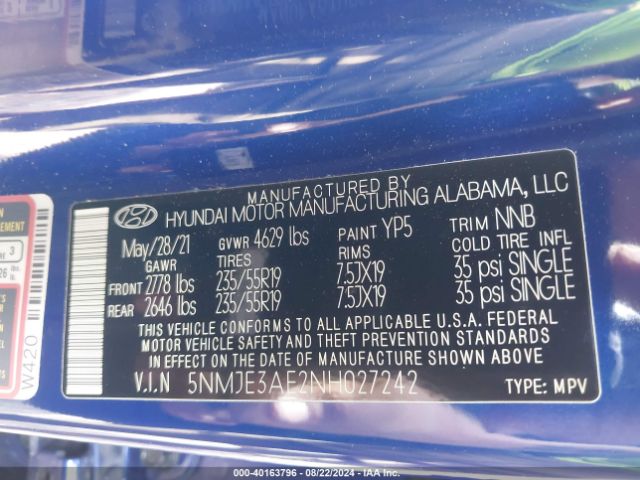 MANUFACTURED BY
HYUNDAI MOTOR MANUFACTURING ALABAMA, LLC
May/28/21 GVWR 4629 lbs PAINT YP5 TRIM NNB
GAWR TIRES RIMS COLD TIRE INFL
FRONT 2778 lbs 235/55R19 7.5JX19 35 psi SINGLE
REAR 2646 lbs 235/55R19 7.5JX19 35 psi SINGLE
THIS VEHICLE CONFORMS TO ALL APPLICABLE U.S.A. FEDERAL
MOTOR VEHICLE SAFETY AND THEFT PREVENTION STANDARDS
IN EFFECT ON THE DATE OF MANUFACTURE SHOWN ABOVE.
V.I.N 5NMJE3AE2NH027242 TYPE: MPV
EMENT
3
W420
000-40163796 - 08/22/2024 - IAA Inc.